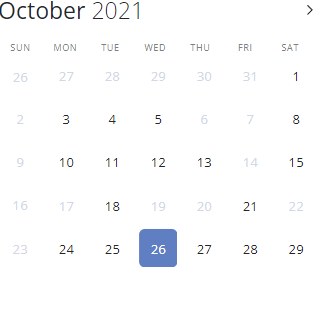 October 2021
SUN MON TUE WED THU FRI SAT
26 27 28 29 30 31 1
2 3 4 5 6 7 8
9 10 11 12 13 14 15
16 17 18 19 20 21 22
23 24 25 26 27 28 29